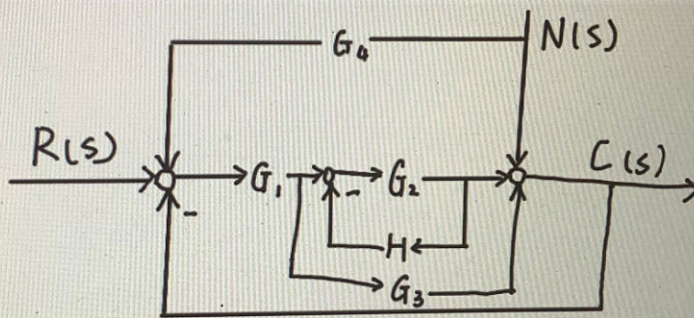 G₄ N(s)
R(s) C(s)
G₁ - G₂
-
H
G₃